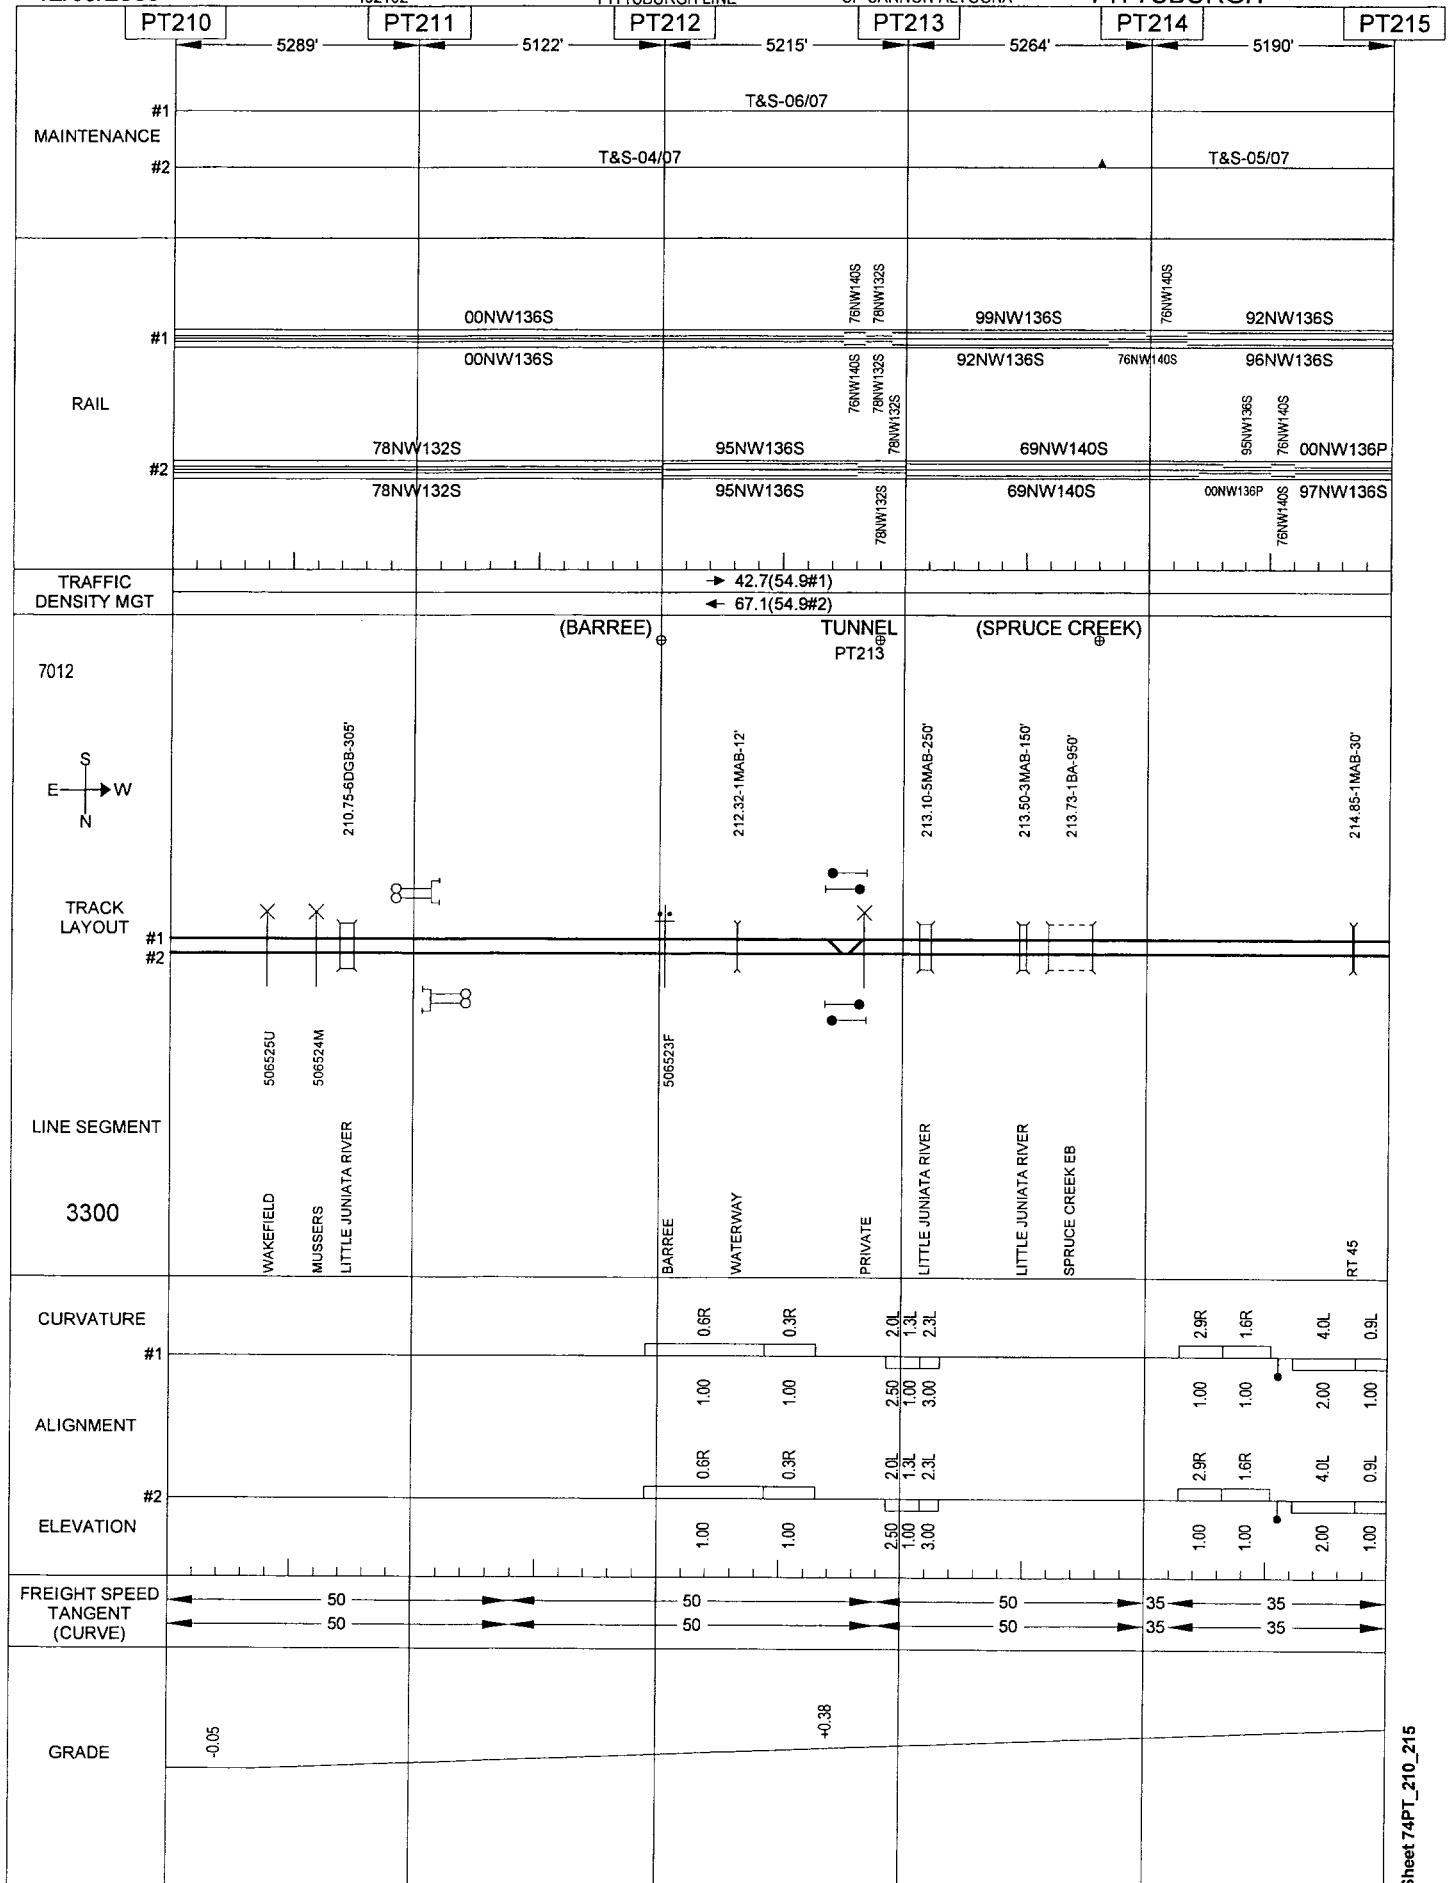 PITTSBURGH
PT210
PT211
PT212
PT213
PT214
PT215
5289'
5122'
5215'
5264'
5190'
MAINTENANCE
#1
T&S-06/07
#2
T&S-04/07
T&S-05/07
RAIL
#1
00NW136S
76NW140S
78NW132S
99NW136S
76NW140S
92NW136S
00NW136S
76NW140S
78NW132S
92NW136S
76NW140S
96NW136S
#2
78NW132S
95NW136S
78NW132S
69NW140S
95NW136S
76NW140S
00NW136P
78NW132S
95NW136S
78NW132S
69NW140S
00NW136P
76NW140S
97NW136S
TRAFFIC
DENSITY MGT
42.7(54.9#1)
67.1(54.9#2)
(BARREE)
TUNNEL
PT213
(SPRUCE CREEK)
7012
S
E W
N
210.75-6DGB-305'
212.32-1MAB-12'
213.10-5MAB-250'
213.50-3MAB-150'
213.73-1BA-950'
214.85-1MAB-30'
TRACK
LAYOUT
#1
#2
506525U
506524M
506523F
LINE SEGMENT
3300
WAKEFIELD
MUSSERS
LITTLE JUNIATA RIVER
BARREE
WATERWAY
PRIVATE
LITTLE JUNIATA RIVER
LITTLE JUNIATA RIVER
SPRUCE CREEK EB
RT 45
CURVATURE
#1
0.6R
0.3R
2.0L
1.3L
2.3L
2.9R
1.6R
4.0L
0.9L
1.00
1.00
2.50
1.00
3.00
1.00
1.00
2.00
1.00
ALIGNMENT
#2
0.6R
0.3R
2.0L
1.3L
2.3L
2.9R
1.6R
4.0L
0.9L
ELEVATION
1.00
1.00
2.50
1.00
3.00
1.00
1.00
2.00
1.00
FREIGHT SPEED
TANGENT
(CURVE)
50
50
50
35
35
50
50
50
35
35
GRADE
-0.05
+0.38
Sheet 74PT_210_215